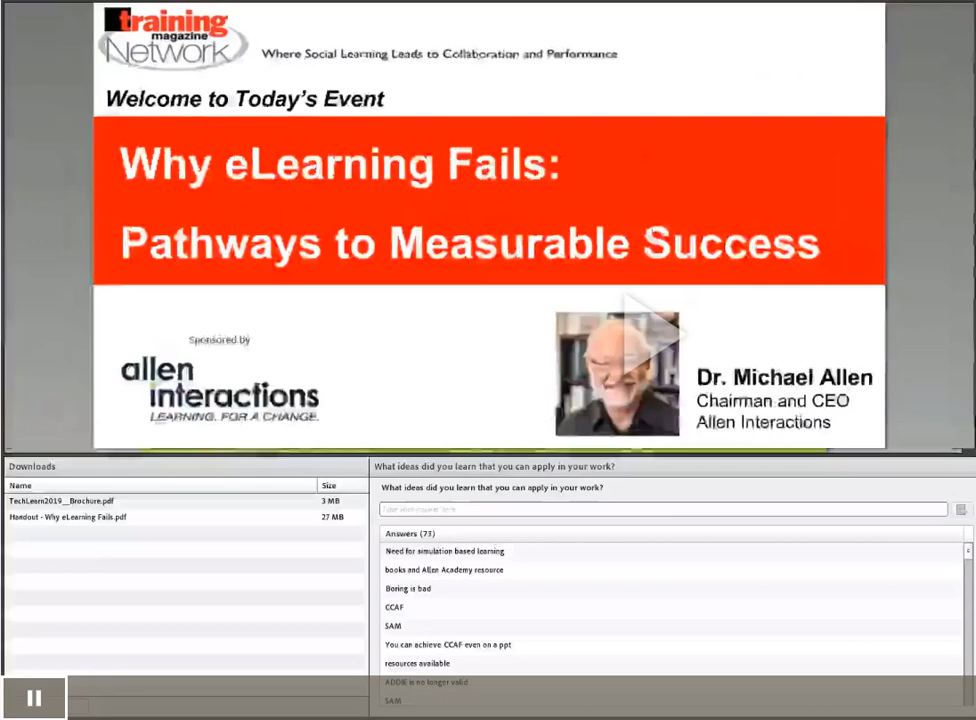 training
magazine
Network
Where Social Learning Leads to Collaboration and Performance
Welcome to Today's Event
Why eLearning Fails:
Pathways to Measurable Success
Sponsored by
allen
interactions
LEARNING. FOR A CHANGE.
Dr. Michael Allen
Chairman and CEO
Allen Interactions
Downloads
Name Size
TechLearn2019__Brochure.pdf 3 MB
Handout - Why eLearning Fails.pdf 27 MB
What ideas did you learn that you can apply in your work?
What ideas did you learn that you can apply in your work?
Answers (73)
Need for simulation based learning
books and Allen Academy resource
Boring is bad
CCAF
SAM
You can achieve CCAF even on a ppt
resources available
ADDIE is no longer valid
SAM